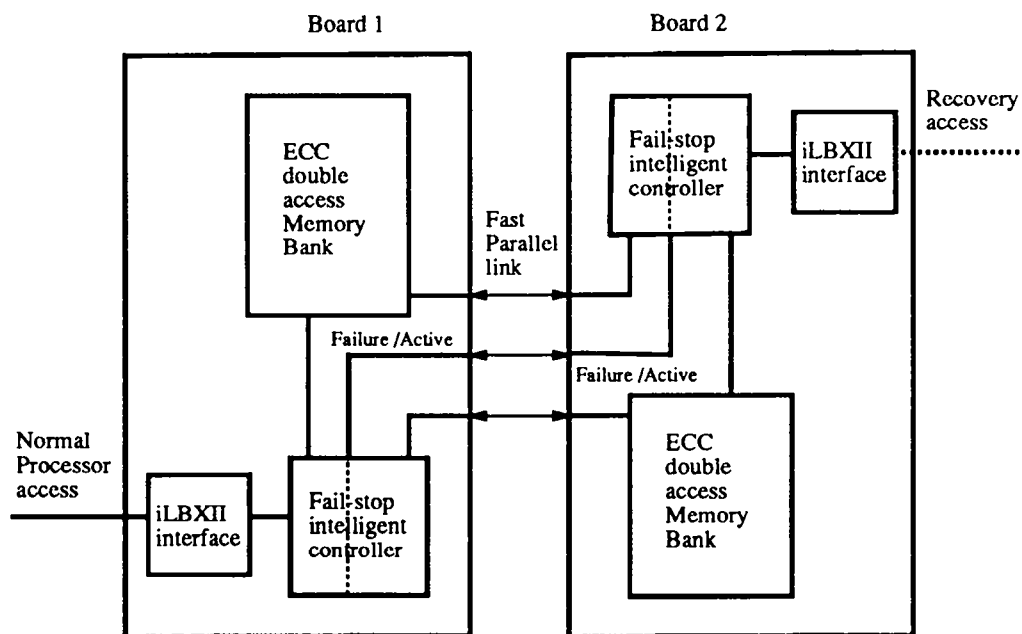 Board 1
Board 2
ECC
double
access
Memory
Bank
Fail-stop
intelligent
controller
iLBXII
interface
Recovery
access
Fast
Parallel
link
Failure /Active
Failure /Active
Normal
Processor
access
iLBXII
interface
Fail-stop
intelligent
controller
ECC
double
access
Memory
Bank